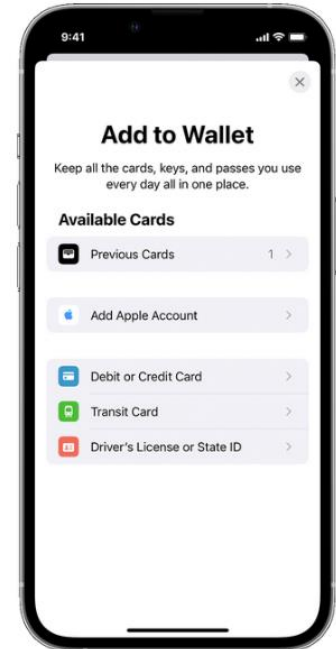 9:41
Add to Wallet
Keep all the cards, keys, and passes you use
every day all in one place.
Available Cards
Previous Cards 1
Add Apple Account
Debit or Credit Card
Transit Card
Driver's License or State ID